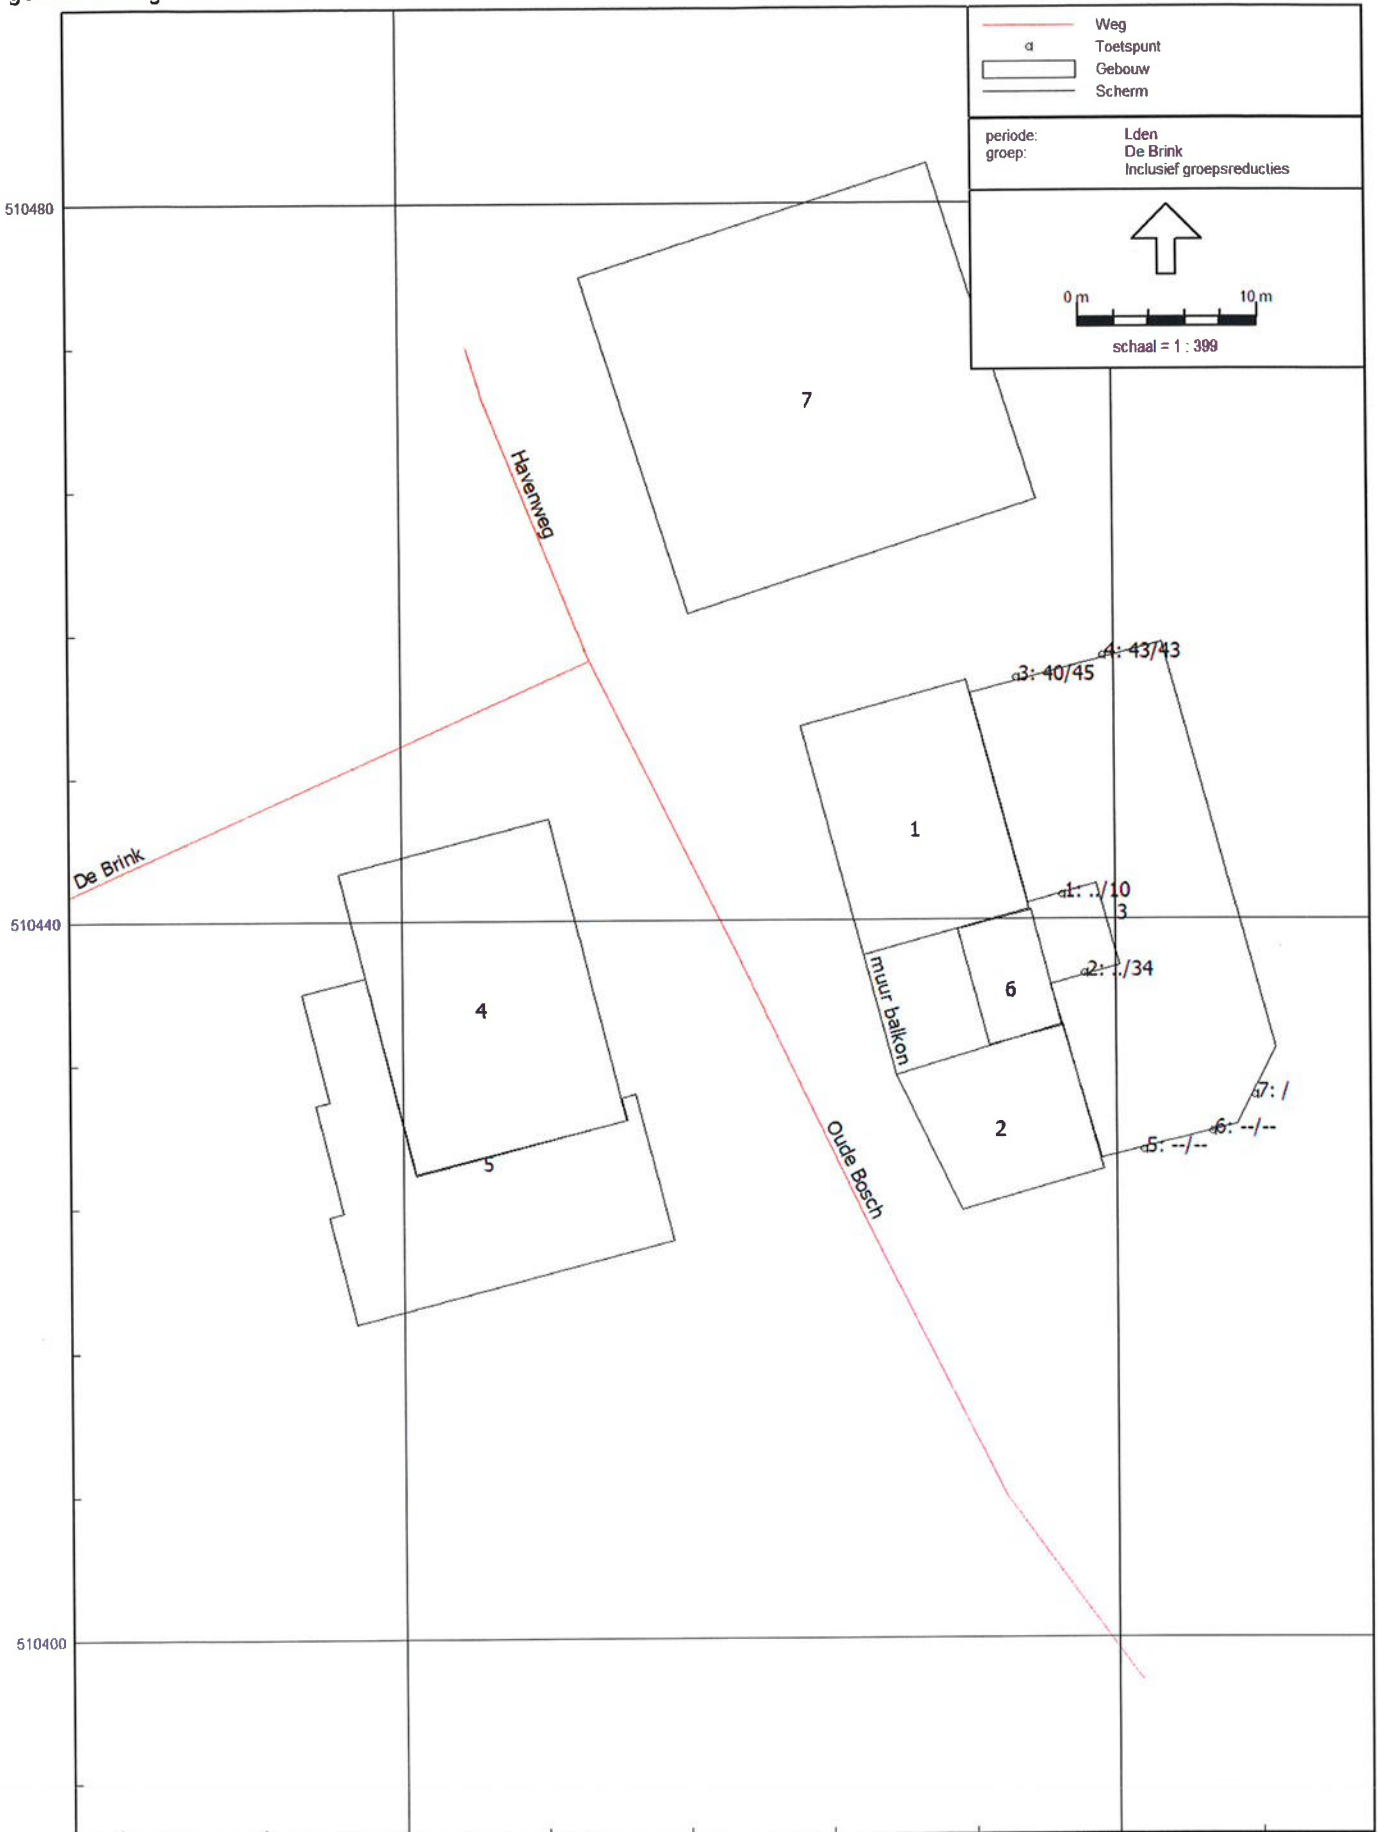 Weg
Toetspunt
Gebouw
Scherm
periode: Lden
groep: De Brink
Inclusief groepsreducties
0 m 10 m
schaal = 1 : 399
510480
7
Havenweg
4: 43/43
3: 40/45
1
De Brink
1: ../10
3
510440
2: ../34
muur balkon
6
4
7: /
6: --/--
2
5: --/--
Oude Bosch
5
510400